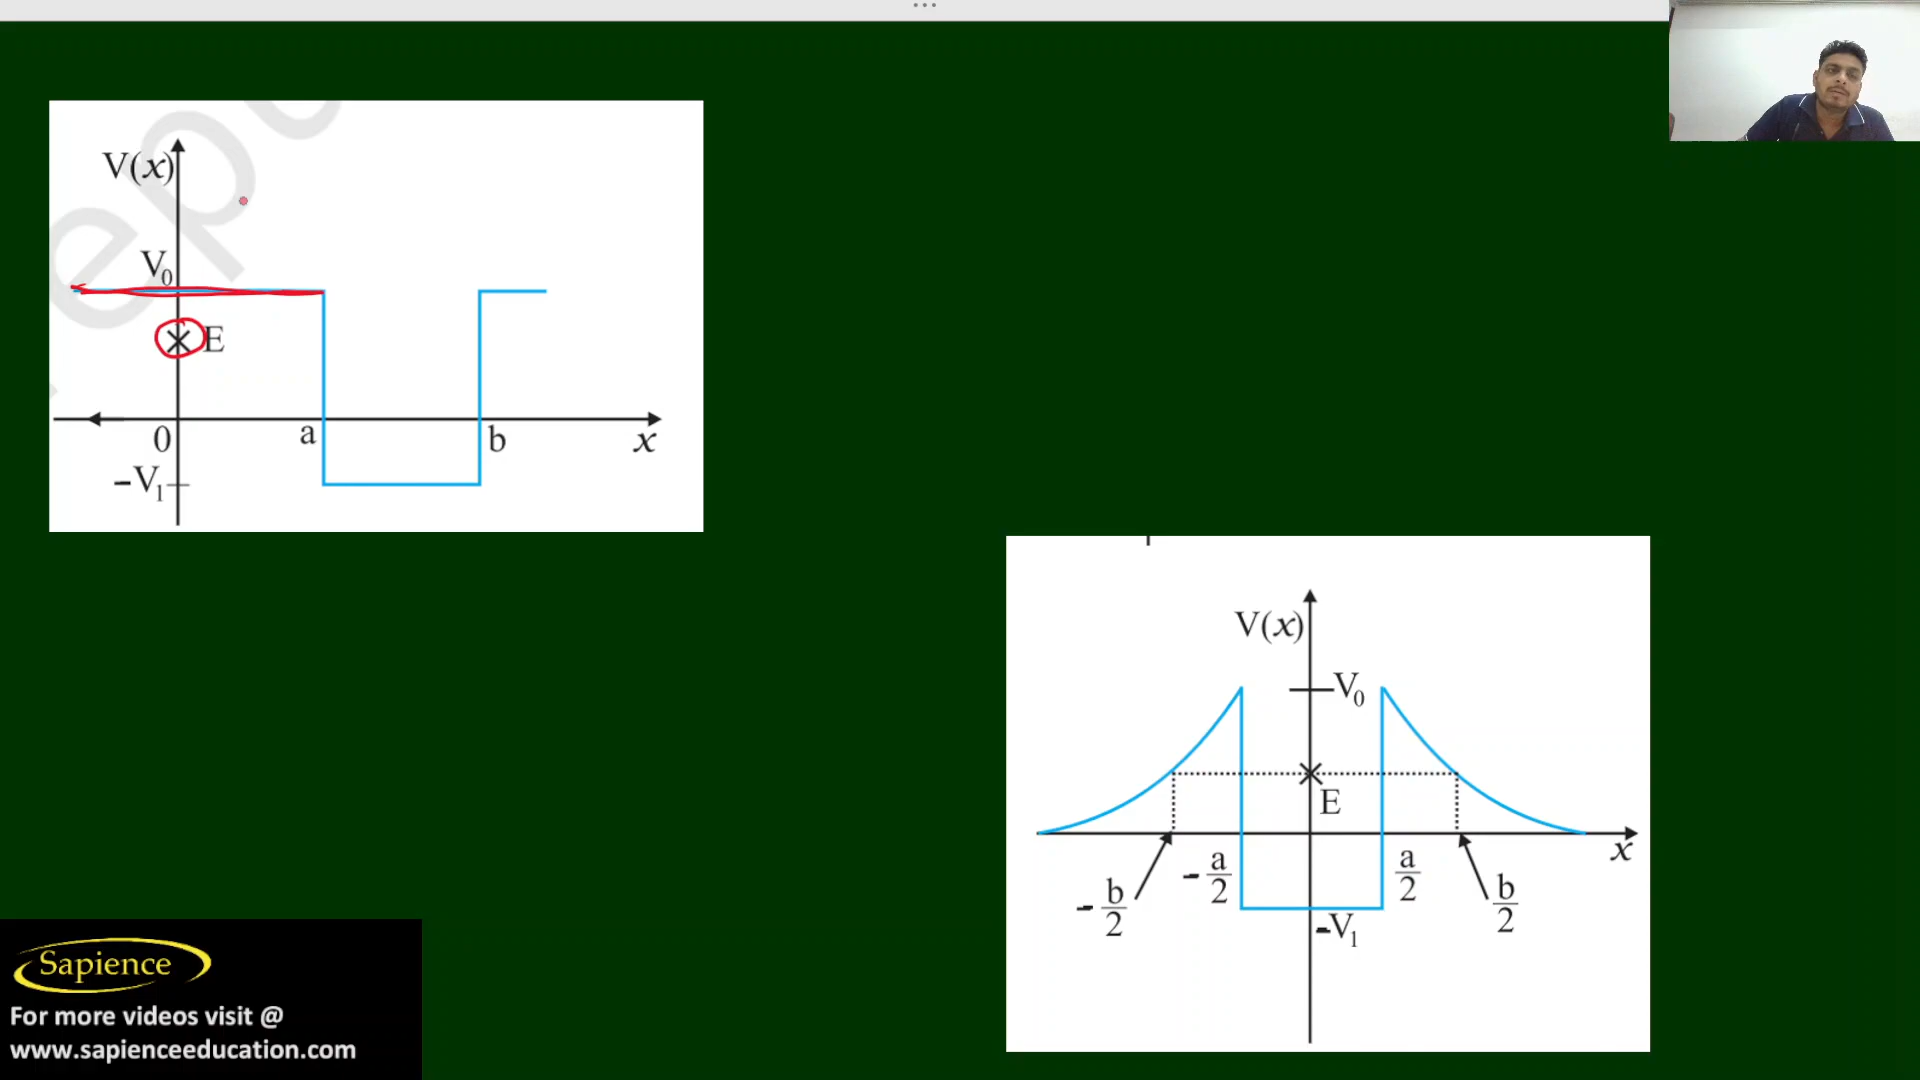 V(x)
V₀
E
0
a
b
x
-V₁
V(x)
V₀
E
x
- a/2
a/2
- b/2
b/2
-V₁
Sapience
For more videos visit @
www.sapienceeducation.com